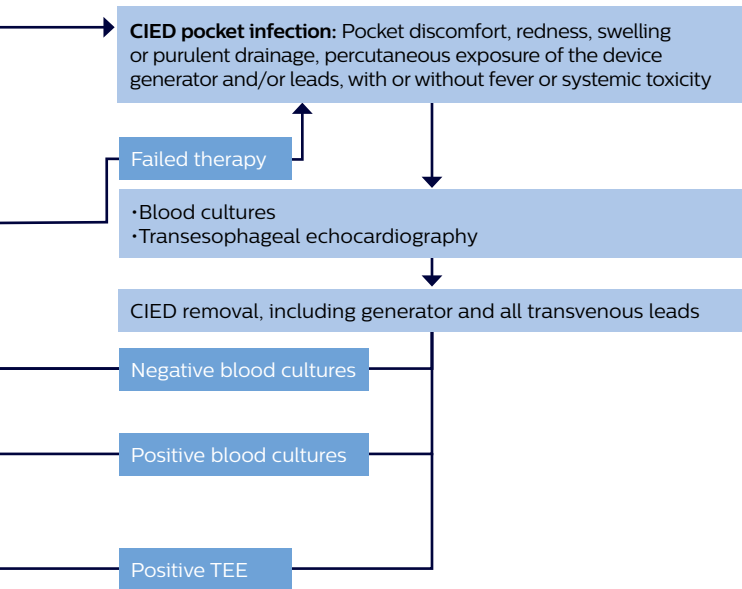 CIED pocket infection: Pocket discomfort, redness, swelling
or purulent drainage, percutaneous exposure of the device
generator and/or leads, with or without fever or systemic toxicity
Failed therapy
·Blood cultures
·Transesophageal echocardiography
CIED removal, including generator and all transvenous leads
Negative blood cultures
Positive blood cultures
Positive TEE